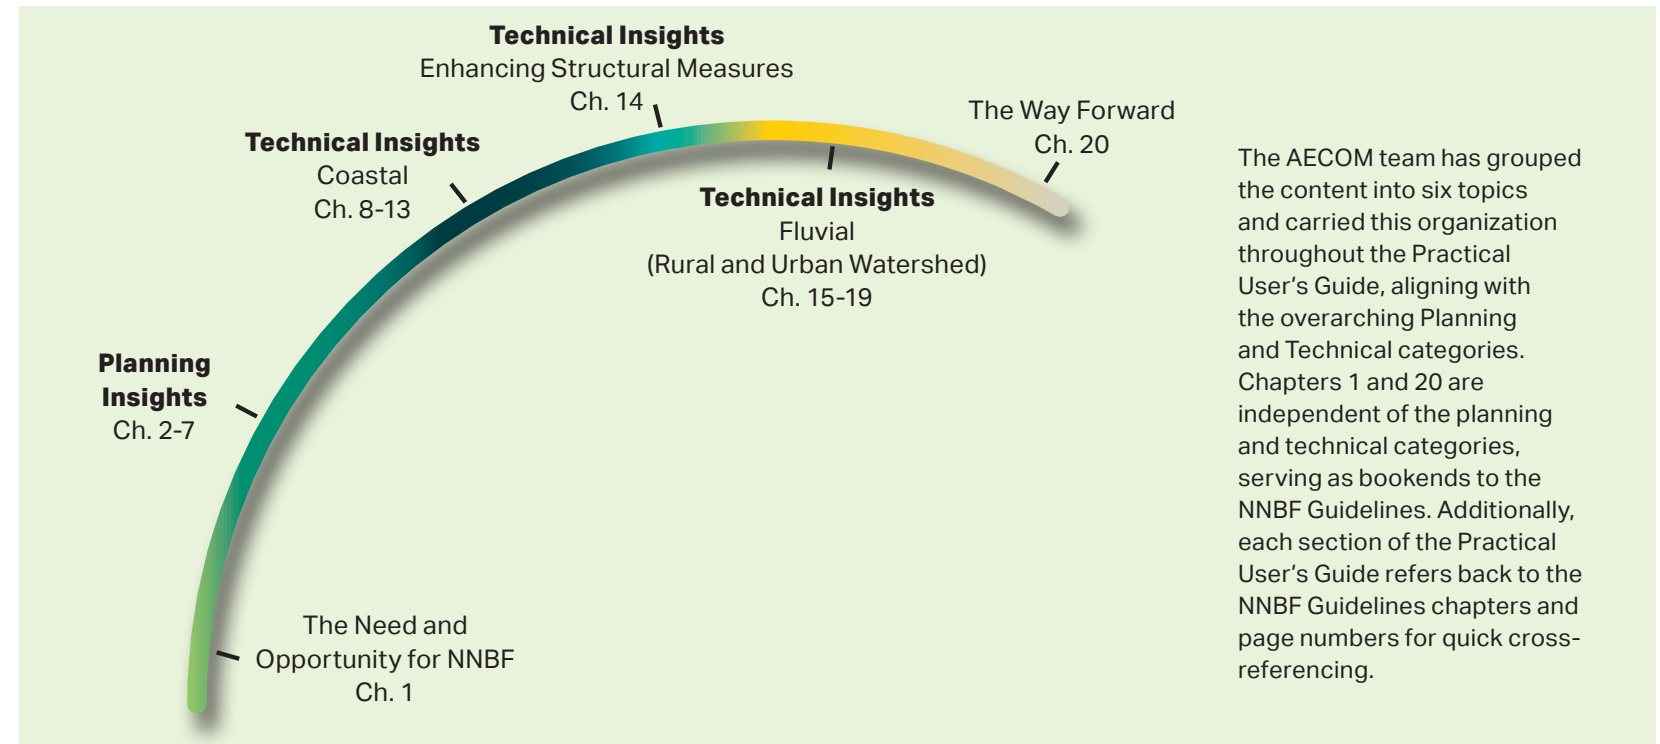 Technical Insights
Enhancing Structural Measures
Ch. 14
The Way Forward
Ch. 20
Technical Insights
Coastal
Ch. 8-13
Technical Insights
Fluvial
(Rural and Urban Watershed)
Ch. 15-19
Planning
Insights
Ch. 2-7
The Need and
Opportunity for NNBF
Ch. 1
The AECOM team has grouped
the content into six topics
and carried this organization
throughout the Practical
User’s Guide, aligning with
the overarching Planning
and Technical categories.
Chapters 1 and 20 are
independent of the planning
and technical categories,
serving as bookends to the
NNBF Guidelines. Additionally,
each section of the Practical
User’s Guide refers back to the
NNBF Guidelines chapters and
page numbers for quick cross-
referencing.